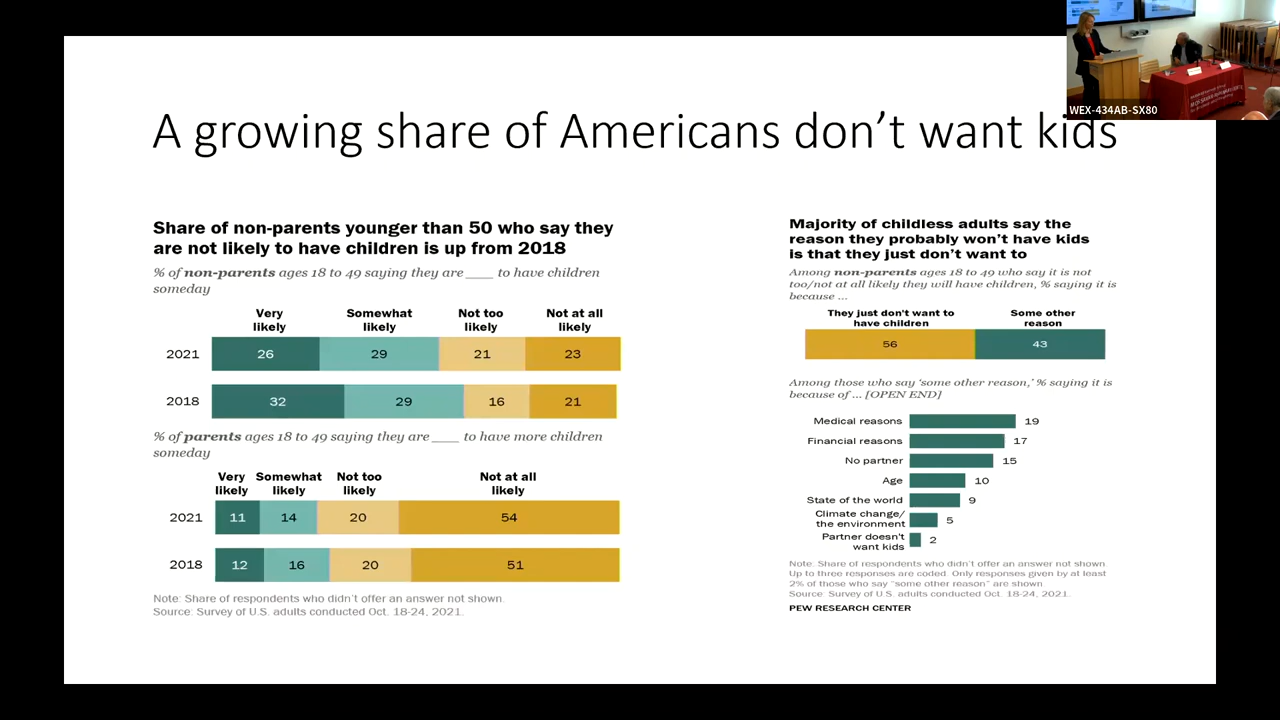 WEX-434AB-SX80
A growing share of Americans don't want kids
Share of non-parents younger than 50 who say they
are not likely to have children is up from 2018
% of non-parents ages 18 to 49 saying they are ___ to have children
someday
Very likely Somewhat likely Not too likely Not at all likely
2021 26 29 21 23
2018 32 29 16 21
% of parents ages 18 to 49 saying they are ___ to have more children
someday
Very likely Somewhat likely Not too likely Not at all likely
2021 11 14 20 54
2018 12 16 20 51
Note: Share of respondents who didn't offer an answer not shown.
Source: Survey of U.S. adults conducted Oct. 18-24, 2021.
Majority of childless adults say the
reason they probably won't have kids
is that they just don't want to
Among non-parents ages 18 to 49 who say it is not
too/not at all likely they will have children, % saying it is
because ...
They just don't want to have children Some other reason
56 43
Among those who say 'some other reason,' % saying it is
because of ... [OPEN END]
Medical reasons 19
Financial reasons 17
No partner 15
Age 10
State of the world 9
Climate change/
the environment 5
Partner doesn't
want kids 2
Note: Share of respondents who didn't offer an answer not shown.
Up to three responses are coded. Only responses given by at least
2% of those who say "some other reason" are shown
Source: Survey of U.S. adults conducted Oct. 18-24, 2021.
PEW RESEARCH CENTER